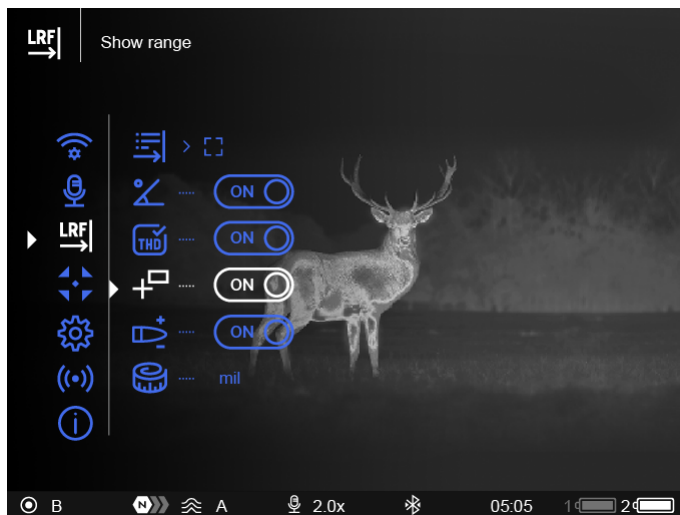 LRF Show range
LRF
ON
THD ON
ON
ON
mil
B N A 2.0x 05:05 1 2